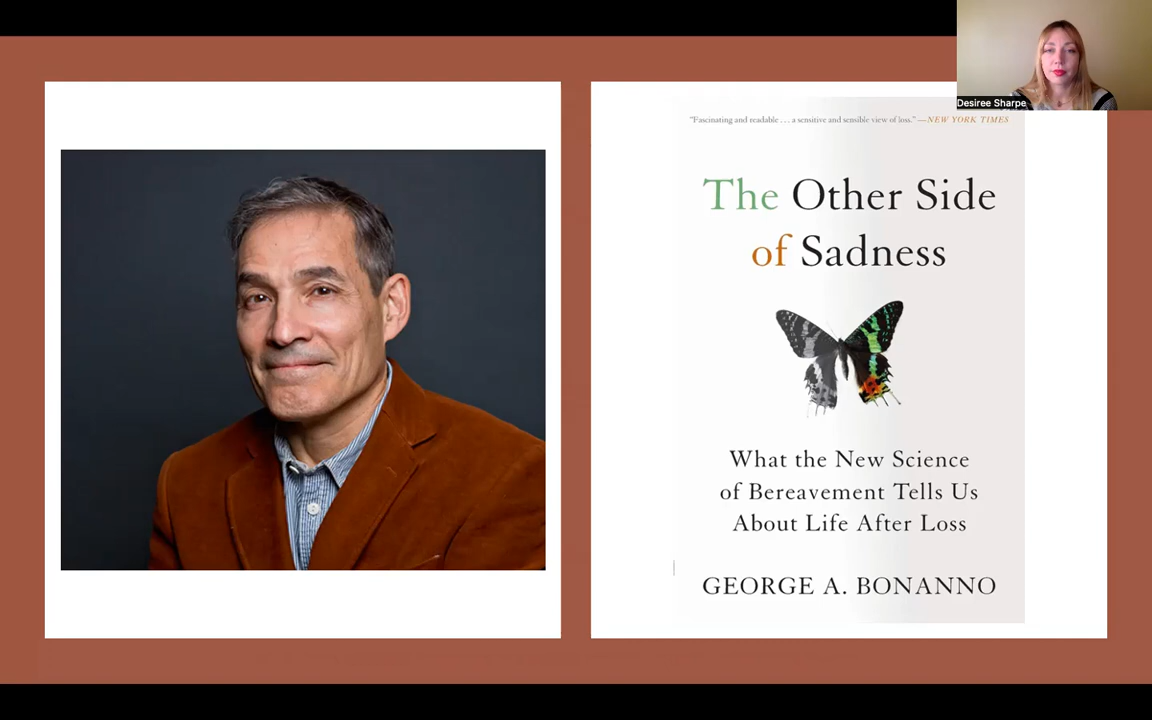 Desiree Sharpe
“Fascinating and readable . . . a sensitive and sensible view of loss.” —NEW YORK TIMES
The Other Side
of Sadness
What the New Science
of Bereavement Tells Us
About Life After Loss
GEORGE A. BONANNO